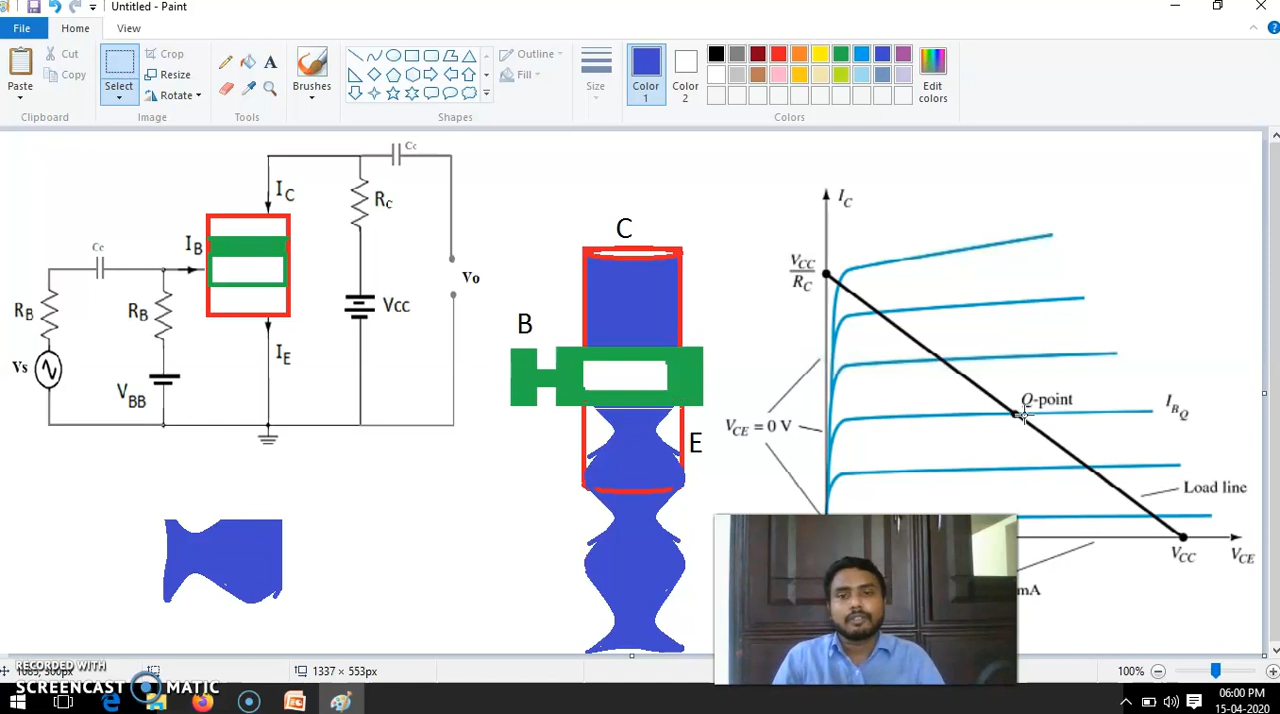 Untitled - Paint
File
Home
View
Paste
Cut
Copy
Clipboard
Select
Crop
Resize
Rotate
Image
Tools
Brushes
Shapes
Outline
Fill
Size
Color
1
Color
2
Edit
colors
Colors
Cc
I C
RC
Cc
I B
RB
RB
Vs
VBB
I E
VCC
Vo
C
B
E
IC
VCC
RC
VCE = 0 V
Q-point
IBQ
Load line
VCC
VCE
mA
RECORDED WITH
SCREENCAST MATIC
1337 × 553px
100%
06:00 PM
15-04-2020